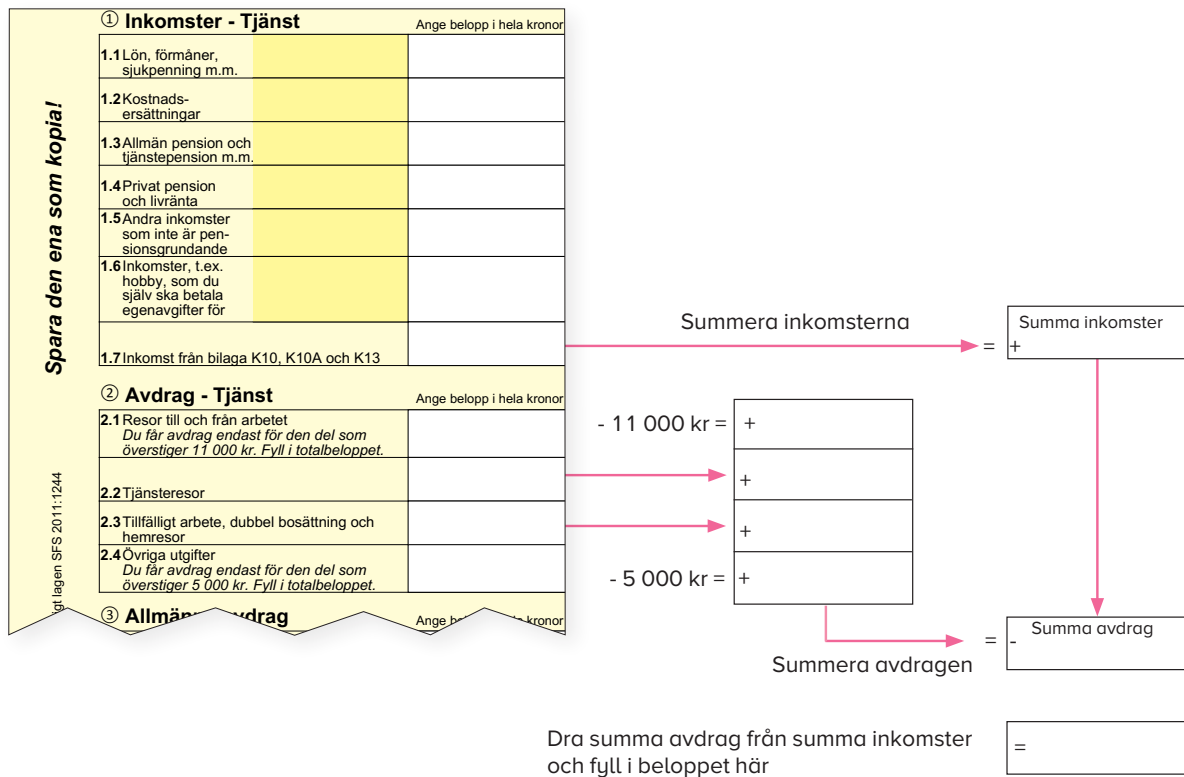 ① Inkomster - Tjänst
Ange belopp i hela kronor
1.1 Lön, förmåner,
sjukpenning m.m.
1.2 Kostnads-
ersättningar
1.3 Allmän pension och
tjänstepension m.m.
1.4 Privat pension
och livränta
1.5 Andra inkomster
som inte är pen-
sionsgrundande
1.6 Inkomster, t.ex.
hobby, som du
själv ska betala
egenavgifter för
1.7 Inkomst från bilaga K10, K10A och K13
Spara den ena som kopia!
Summera inkomsterna
=
Summa inkomster
+
② Avdrag - Tjänst
Ange belopp i hela kronor
2.1 Resor till och från arbetet
Du får avdrag endast för den del som
överstiger 11 000 kr. Fyll i totalbeloppet.
- 11 000 kr = +
2.2 Tjänsteresor
+
2.3 Tillfälligt arbete, dubbel bosättning och
hemresor
+
2.4 Övriga utgifter
Du får avdrag endast för den del som
överstiger 5 000 kr. Fyll i totalbeloppet.
- 5 000 kr = +
lagen SFS 2011:1244
③
Ange
kronor
Summera avdragen
=
Summa avdrag
-
Dra summa avdrag från summa inkomster
och fyll i beloppet här
=